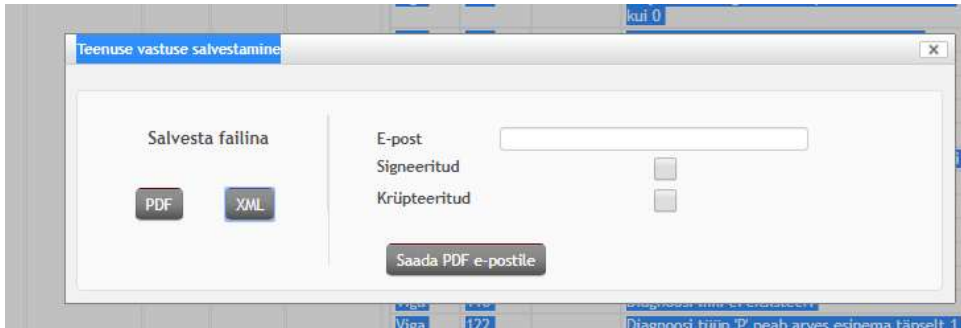 kui 0
Teenuse vastuse salvestamine
Salvesta failina
PDF
XML
E-post
Signeeritud
Krüpteeritud
Saada PDF e-postile
Viga
122
Diagnoosi tüüp 'P' peab arves esinema täpselt 1